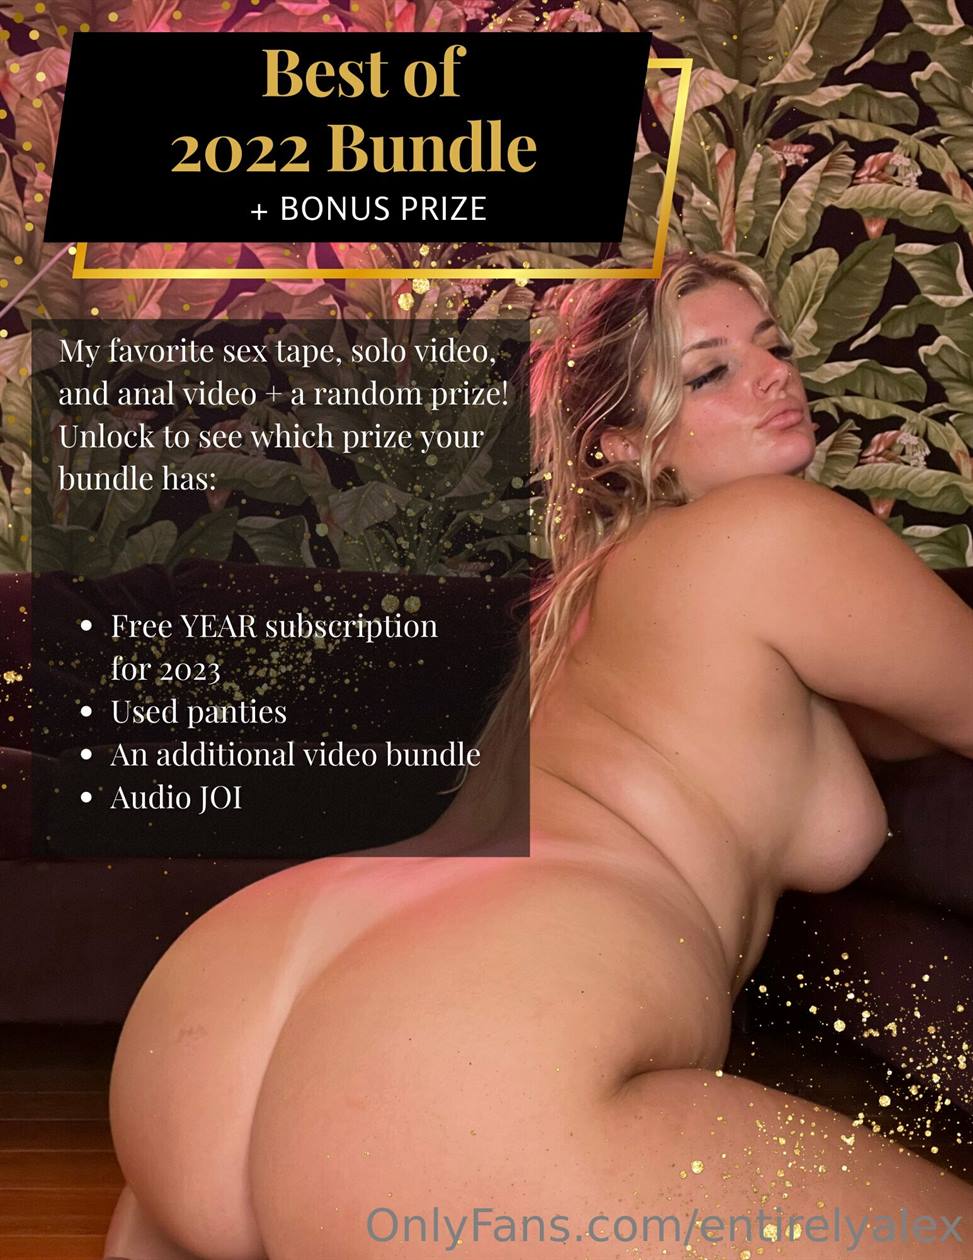 Best of
2022 Bundle
+ BONUS PRIZE
My favorite sex tape, solo video,
and anal video + a random prize!
Unlock to see which prize your
bundle has:
• Free YEAR subscription
for 2023
• Used panties
• An additional video bundle
• Audio JOI
OnlyFans.com/entirelyalex